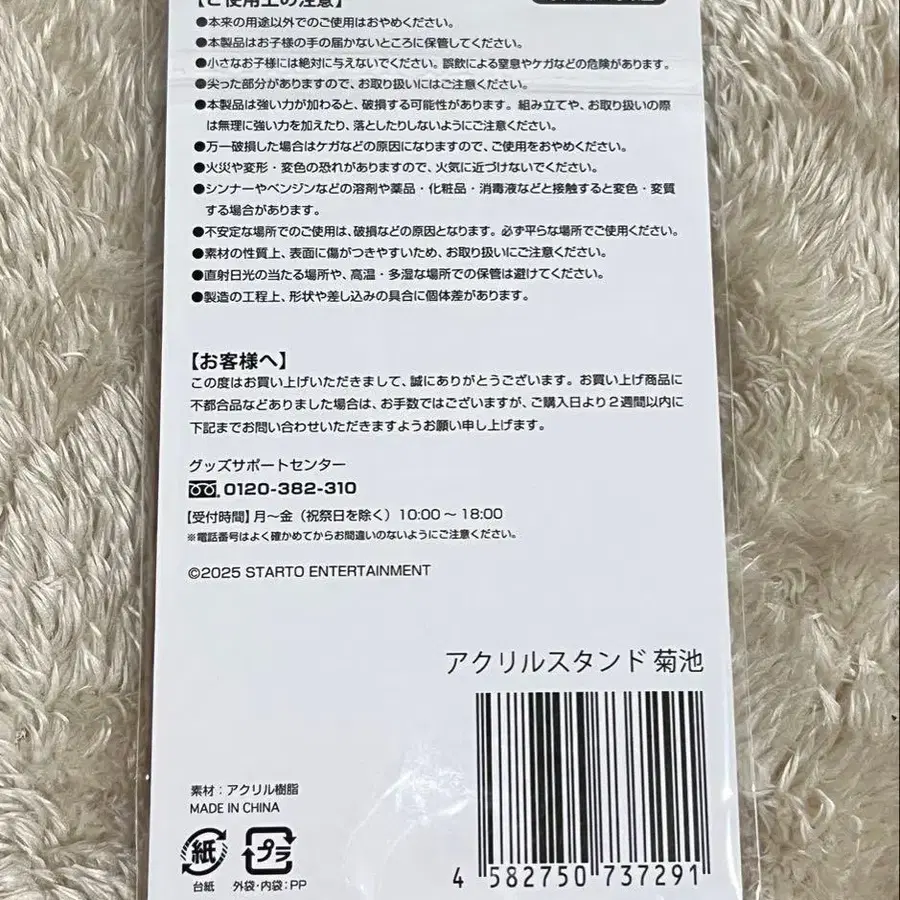 【ご使用上の注意】
●本来の用途以外でのご使用はおやめください。
●本製品はお子様の手の届かないところに保管してください。
●小さなお子様には絶対に与えないでください。誤飲による窒息やケガなどの危険があります。
●尖った部分がありますので、お取り扱いにはご注意ください。
●本製品は強い力が加わると、破損する可能性があります。組み立てや、お取り扱いの際
は無理に強い力を加えたり、落としたりしないようにご注意ください。
●万一破損した場合はケガなどの原因になりますので、ご使用をおやめください。
●火災や変形・変色の恐れがありますので、火気に近づけないでください。
●シンナーやベンジンなどの溶剤や薬品・化粧品・消毒液などと接触すると変色・変質
する場合があります。
●不安定な場所でのご使用は、破損などの原因となります。必ず平らな場所でご使用ください。
●素材の性質上、表面に傷がつきやすいため、お取り扱いにご注意ください。
●直射日光の当たる場所や、高温・多湿な場所での保管は避けてください。
●製造の工程上、形状や差し込みの具合に個体差があります。
【お客様へ】
この度はお買い上げいただきまして、誠にありがとうございます。お買い上げ商品に
不都合品などありました場合は、お手数ではございますが、ご購入日より2週間以内に
下記までお問い合わせいただきますようお願い申し上げます。
グッズサポートセンター
0120-382-310
【受付時間】月〜金（祝祭日を除く）10:00〜18:00
※電話番号はよく確かめてからお間違いのないようにご注意ください。
©2025 STARTO ENTERTAINMENT
アクリルスタンド 菊池
素材：アクリル樹脂
MADE IN CHINA
紙
プラ
台紙
外袋・内袋：PP
4 582750 737291